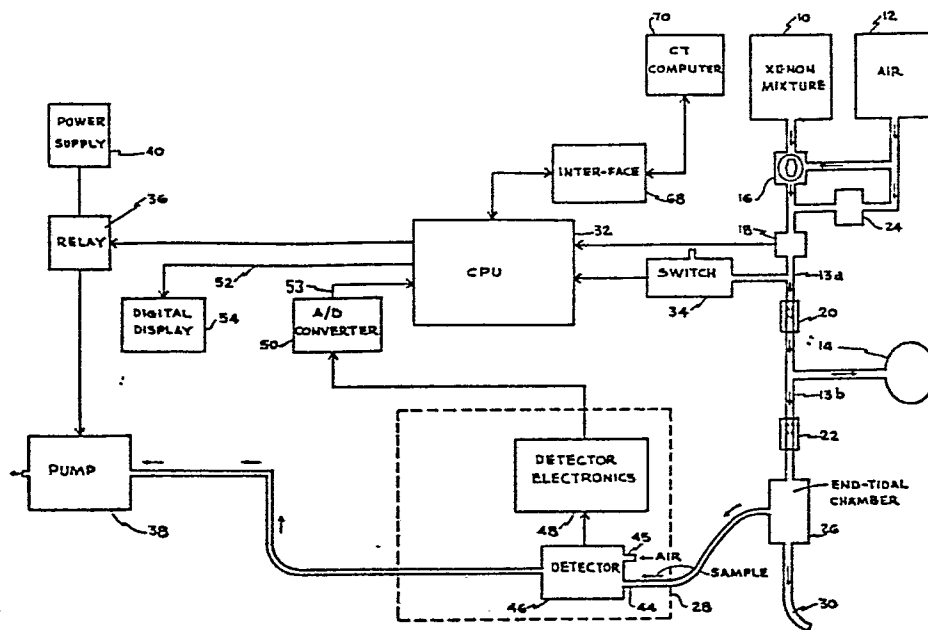 70
CT
COMPUTER
10
XENON
MIXTURE
12
AIR
POWER
SUPPLY
40
36
RELAY
INTER-FACE
68
16
24
18
32
CPU
52
53
SWITCH
34
13a
DIGITAL
DISPLAY
54
A/D
CONVERTER
50
20
14
13b
22
PUMP
38
DETECTOR
ELECTRONICS
48
END-TIDAL
CHAMBER
26
45
AIR
DETECTOR
SAMPLE
46
44
28
30